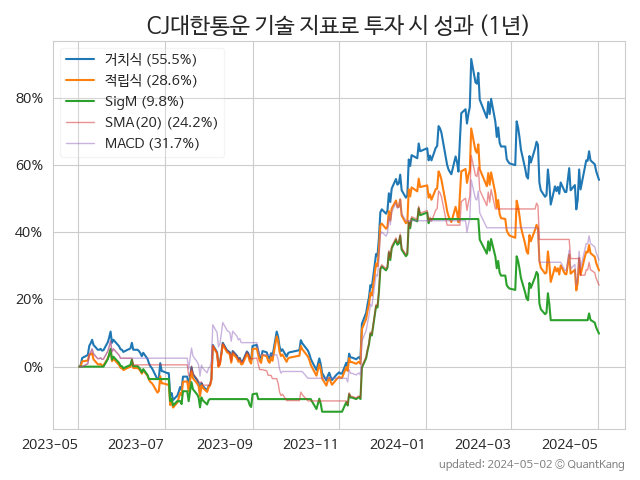 CJ대한통운 기술 지표로 투자 시 성과 (1년)
거치식 (55.5%)
적립식 (28.6%)
SigM (9.8%)
SMA(20) (24.2%)
MACD (31.7%)
80%
60%
40%
20%
0%
2023-05 2023-07 2023-09 2023-11 2024-01 2024-03 2024-05
updated: 2024-05-02 © QuantKang